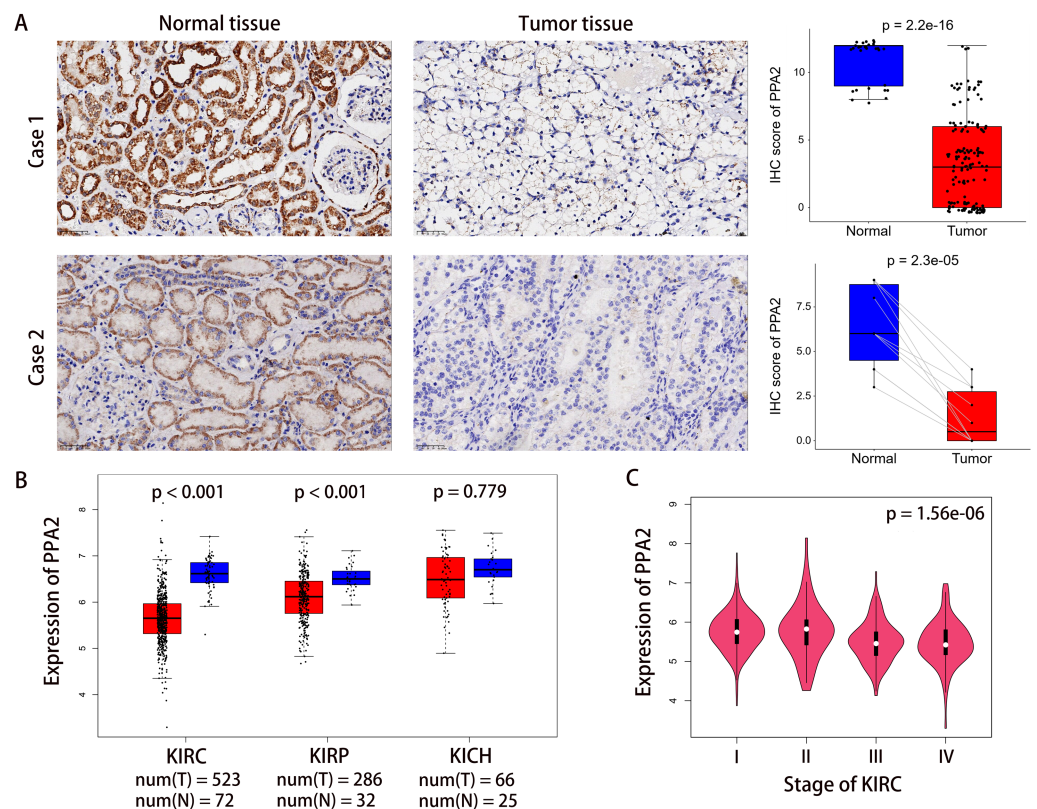 A
Normal tissue
Tumor tissue
Case 1
Case 2
p = 2.2e-16
IHC score of PPA2
10
5
0
Normal
Tumor
p = 2.3e-05
IHC score of PPA2
7.5
5.0
2.5
0.0
Normal
Tumor
B
p < 0.001
p < 0.001
p = 0.779
Expression of PPA2
8
7
6
5
4
KIRC
KIRP
KICH
num(T) = 523
num(T) = 286
num(T) = 66
num(N) = 72
num(N) = 32
num(N) = 25
C
p = 1.56e-06
Expression of PPA2
9
8
7
6
5
4
I
II
III
IV
Stage of KIRC